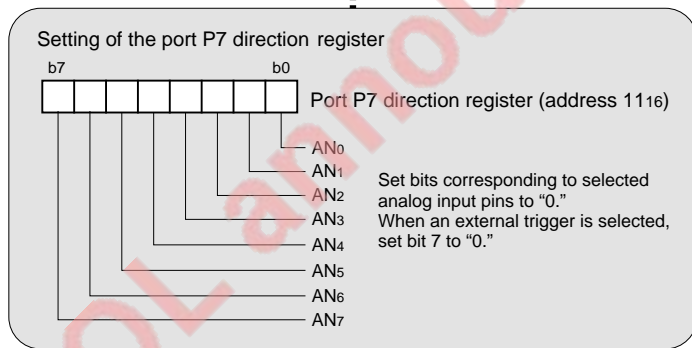 Setting of the port P7 direction register
b7 b0
Port P7 direction register (address 1116)
AN0
AN1
AN2
AN3
AN4
AN5
AN6
AN7
Set bits corresponding to selected
analog input pins to “0.”
When an external trigger is selected,
set bit 7 to “0.”
OL annou